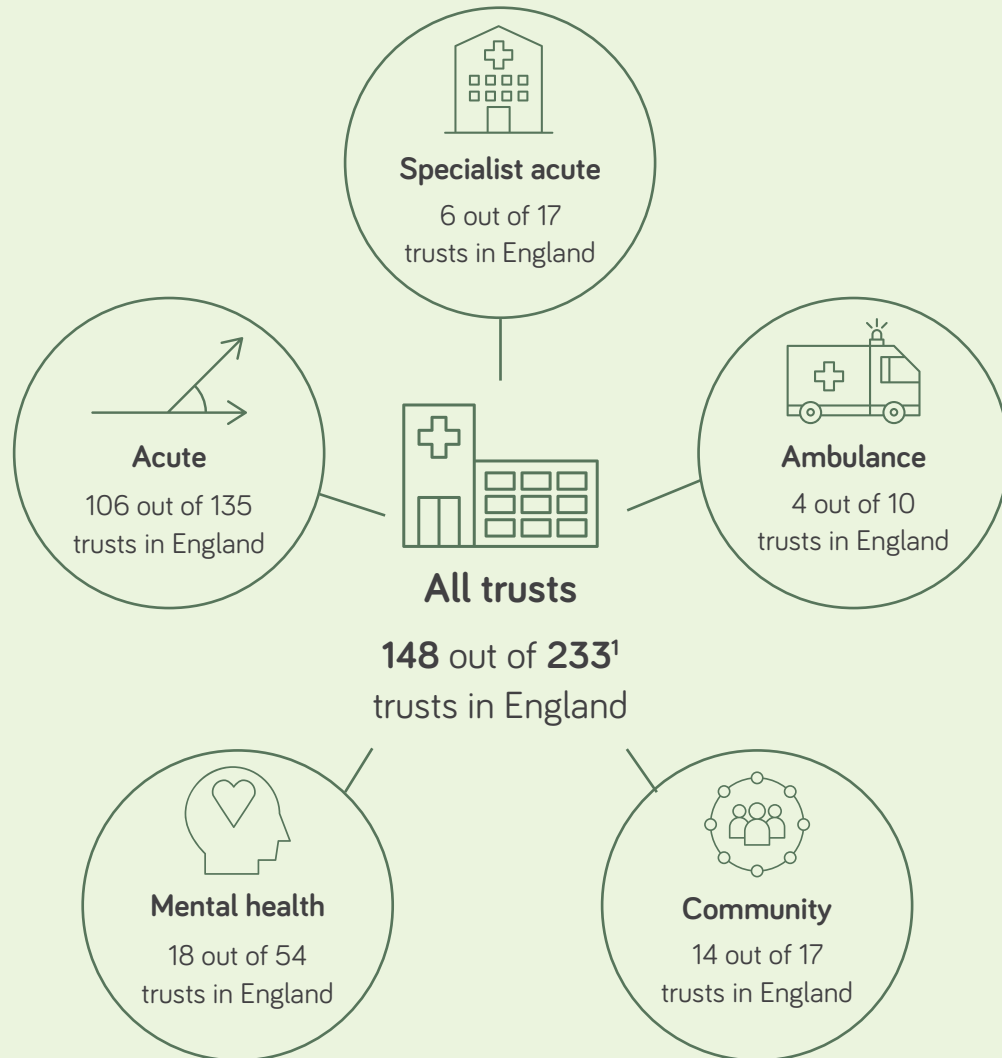 Specialist acute
6 out of 17
trusts in England
Acute
106 out of 135
trusts in England
Ambulance
4 out of 10
trusts in England
All trusts
148 out of 233¹
trusts in England
Mental health
18 out of 54
trusts in England
Community
14 out of 17
trusts in England